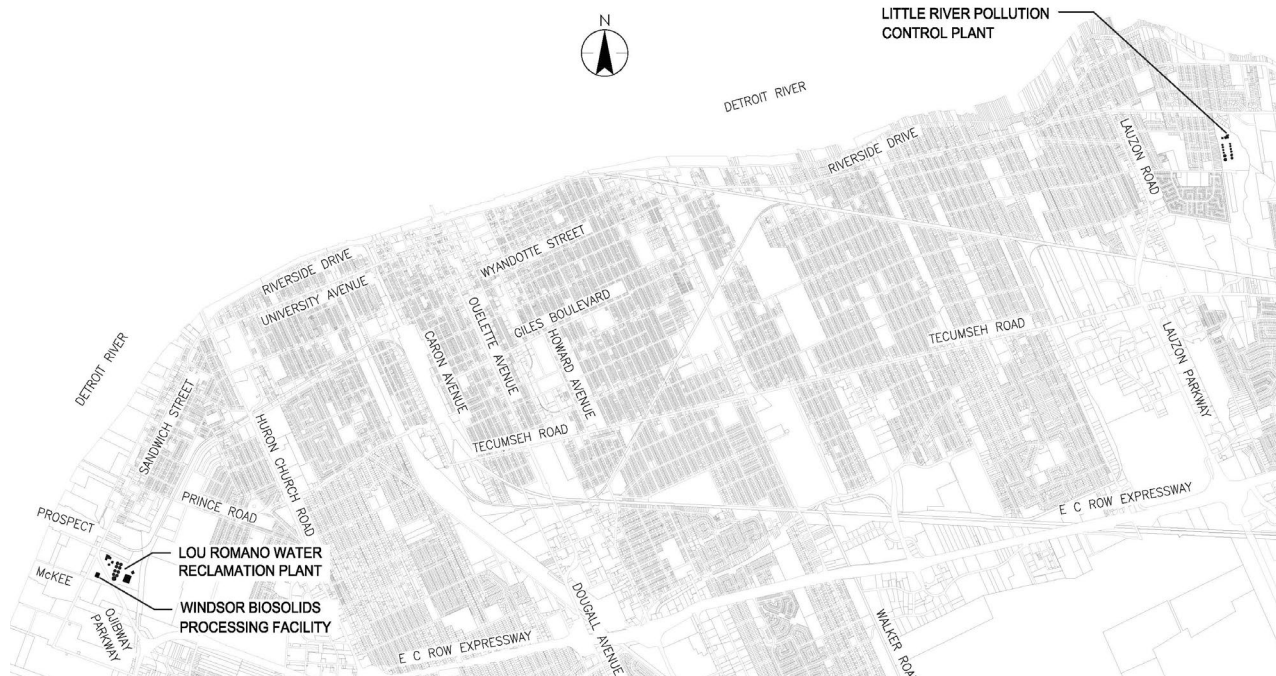 N
LITTLE RIVER POLLUTION
CONTROL PLANT
DETROIT RIVER
RIVERSIDE DRIVE
LAUZON ROAD
WYANDOTTE STREET
RIVERSIDE DRIVE
UNIVERSITY AVENUE
GILES BOULEVARD
OUELETTE AVENUE
HOWARD AVENUE
CARON AVENUE
TECUMSEH ROAD
LAUZON PARKWAY
DETROIT RIVER
SANDWICH STREET
HURON CHURCH ROAD
TECUMSEH ROAD
PRINCE ROAD
E C ROW EXPRESSWAY
PROSPECT
LOU ROMANO WATER
RECLAMATION PLANT
McKEE
WINDSOR BIOSOLIDS
PROCESSING FACILITY
OJIBWAY
PARKWAY
E C ROW EXPRESSWAY
DOUGALL AVENUE
WALKER ROA